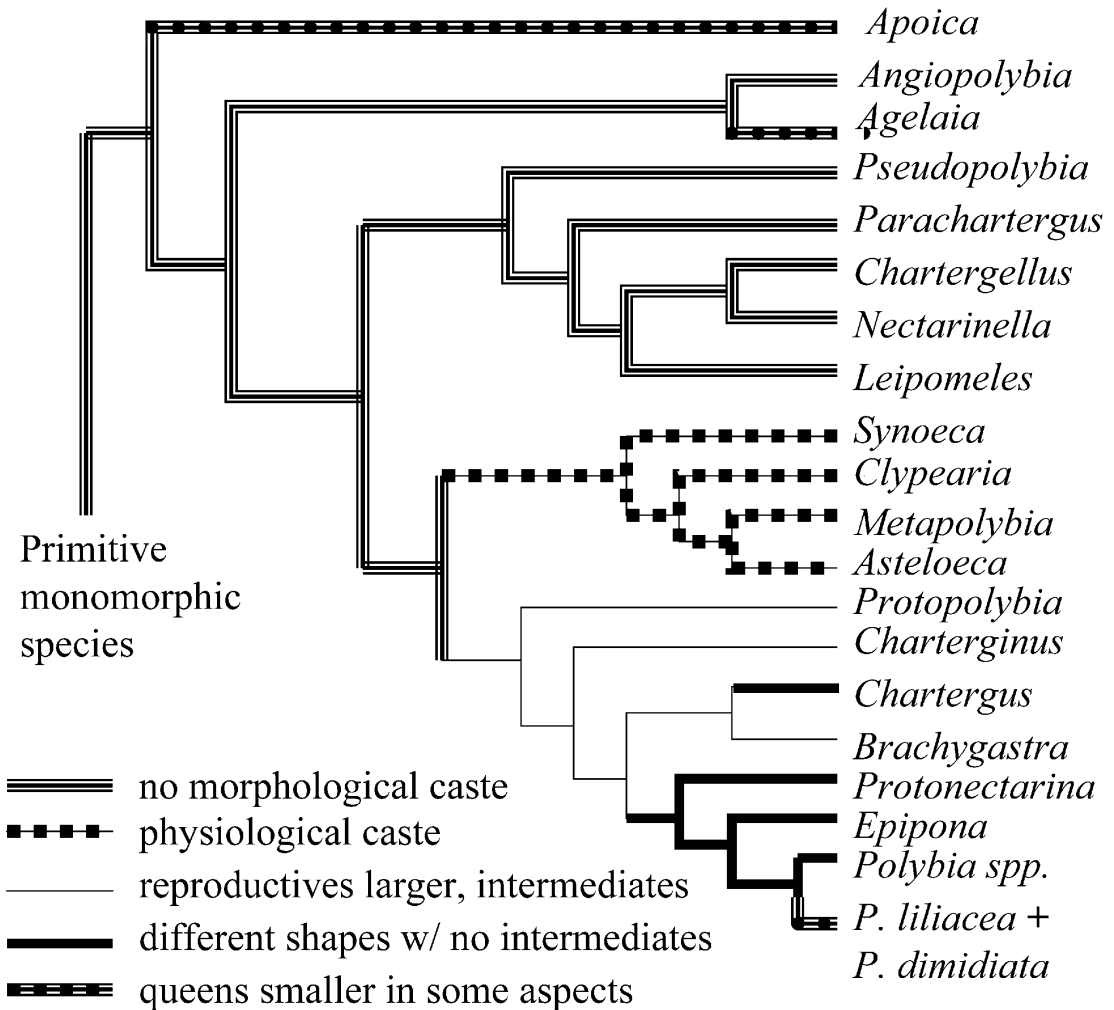 Apoica
Angiopolybia
Agelaia
Pseudopolybia
Parachartergus
Chartergellus
Nectarinella
Leipomeles
Synoeca
Clypearia
Metapolybia
Asteloeca
Protopolybia
Charterginus
Chartergus
Brachygastra
Protonectarina
Epipona
Polybia spp.
P. liliacea +
P. dimidiata
Primitive
monomorphic
species
no morphological caste
physiological caste
reproductives larger, intermediates
different shapes w/ no intermediates
queens smaller in some aspects